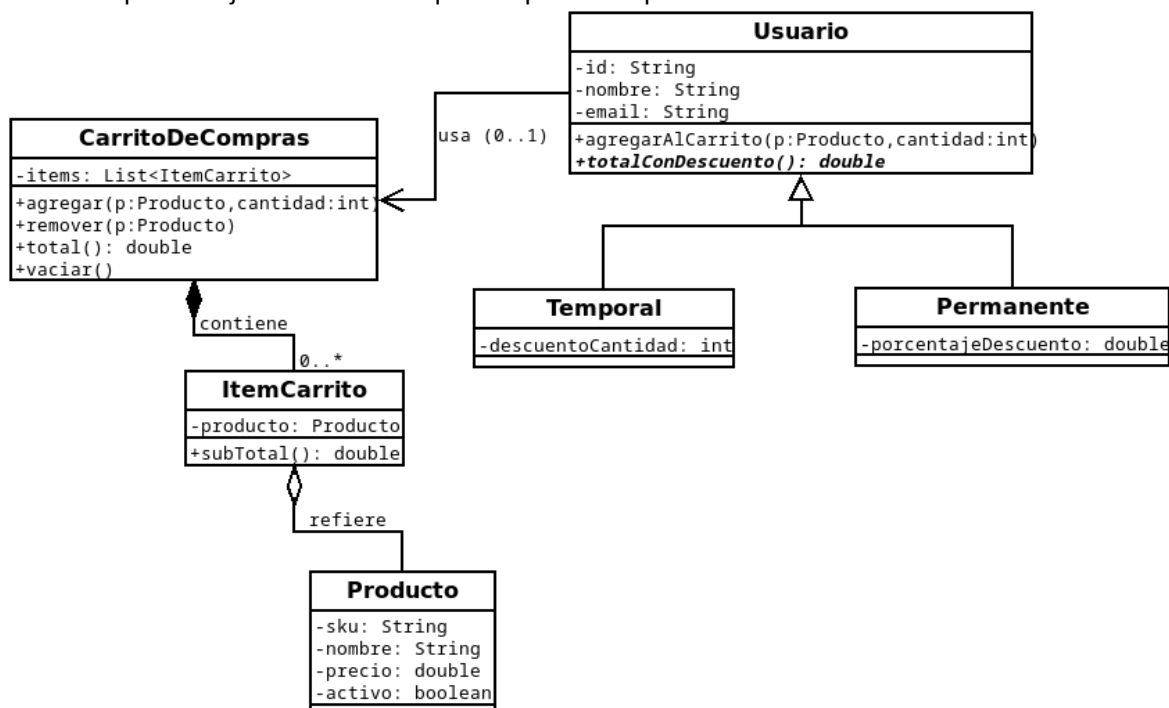 Usuario
-id: String
-nombre: String
-email: String
+agregarAlCarrito(p:Producto,cantidad:int)
+totalConDescuento(): double
usa (0..1)
CarritoDeCompras
-items: List<ItemCarrito>
+agregar(p:Producto,cantidad:int)
+remover(p:Producto)
+total(): double
+vaciar()
contiene
0..*
Temporal
-descuentoCantidad: int
Permanente
-porcentajeDescuento: double
ItemCarrito
-producto: Producto
+subTotal(): double
refiere
Producto
-sku: String
-nombre: String
-precio: double
-activo: boolean